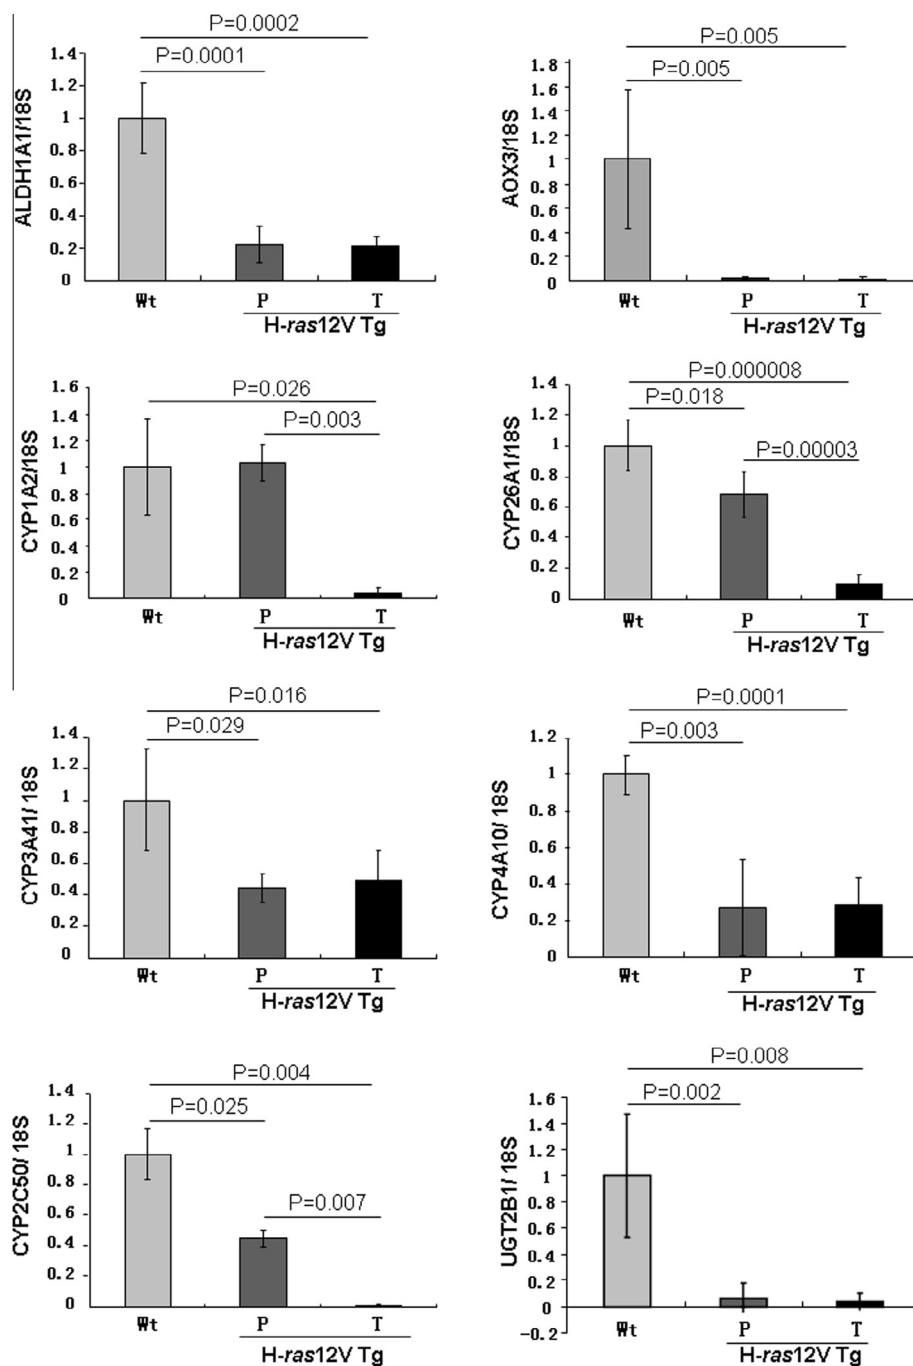 P=0.0002
P=0.0001
ALDH1A1/18S
1.4
1.2
1
0.8
0.6
0.4
0.2
0
Wt
P
T
H-ras12V Tg
P=0.005
P=0.005
AOX3/18S
1.8
1.6
1.4
1.2
1
0.8
0.6
0.4
0.2
0
Wt
P
T
H-ras12V Tg
P=0.026
P=0.003
CYP1A2/18S
1.6
1.4
1.2
1
0.8
0.6
0.4
0.2
0
Wt
P
T
H-ras12V Tg
P=0.000008
P=0.018
P=0.00003
CYP26A1/18S
1.4
1.2
1
0.8
0.6
0.4
0.2
0
Wt
P
T
H-ras12V Tg
P=0.016
P=0.029
CYP3A41/ 18S
1.4
1.2
1
0.8
0.6
0.4
0.2
0
Wt
P
T
H-ras12V Tg
P=0.0001
P=0.003
CYP4A10/ 18S
1.2
1
0.8
0.6
0.4
0.2
0
Wt
P
T
H-ras12V Tg
P=0.004
P=0.025
P=0.007
CYP2C50/ 18S
1.4
1.2
1
0.8
0.6
0.4
0.2
0
Wt
P
T
H-ras12V Tg
P=0.008
P=0.002
UGT2B1/ 18S
1.6
1.4
1.2
1
0.8
0.6
0.4
0.2
0
-0.2
Wt
P
T
H-ras12V Tg